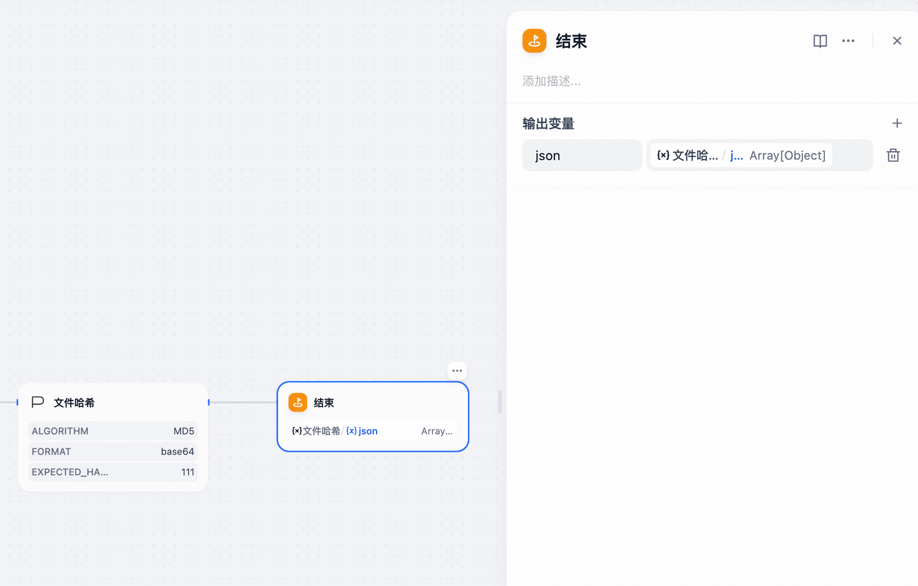 结束
添加描述...
输出变量
json
{x} 文件哈... / j... Array[Object]
文件哈希
ALGORITHM MD5
FORMAT base64
EXPECTED_HA... 111
结束
{x}文件哈希/ (x) json Array...